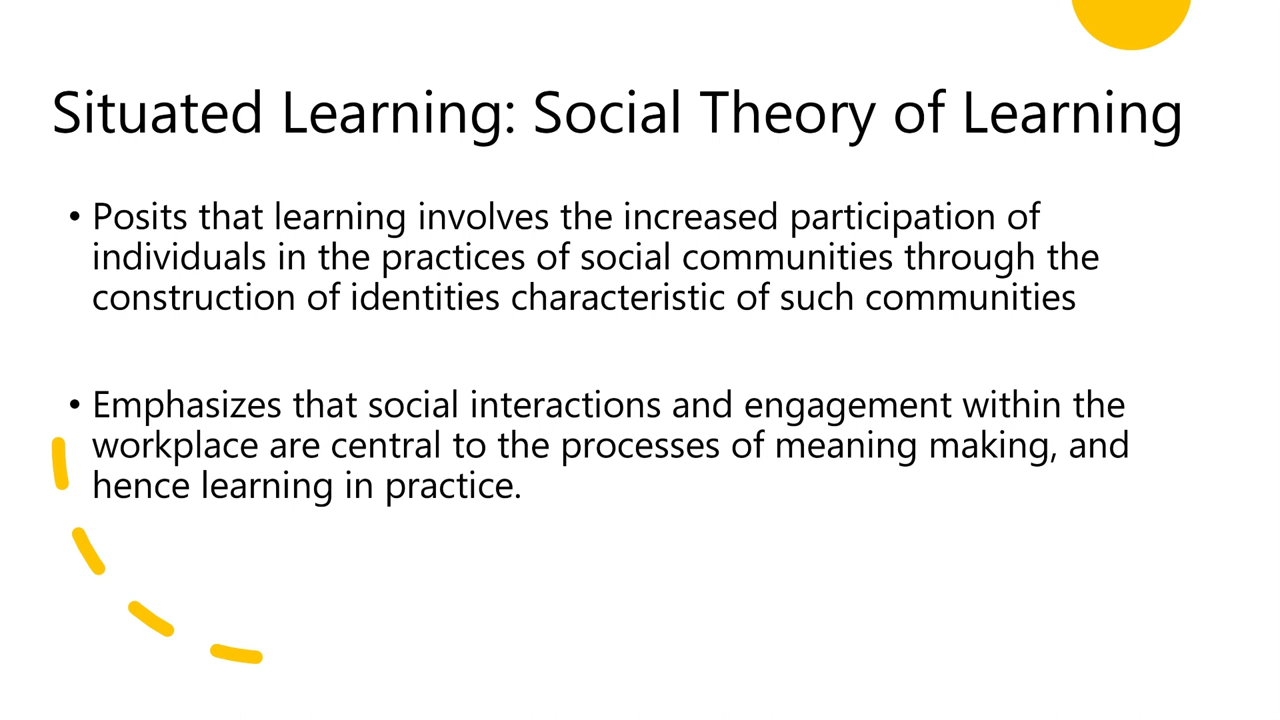 Situated Learning: Social Theory of Learning
• Posits that learning involves the increased participation of
individuals in the practices of social communities through the
construction of identities characteristic of such communities
• Emphasizes that social interactions and engagement within the
workplace are central to the processes of meaning making, and
hence learning in practice.